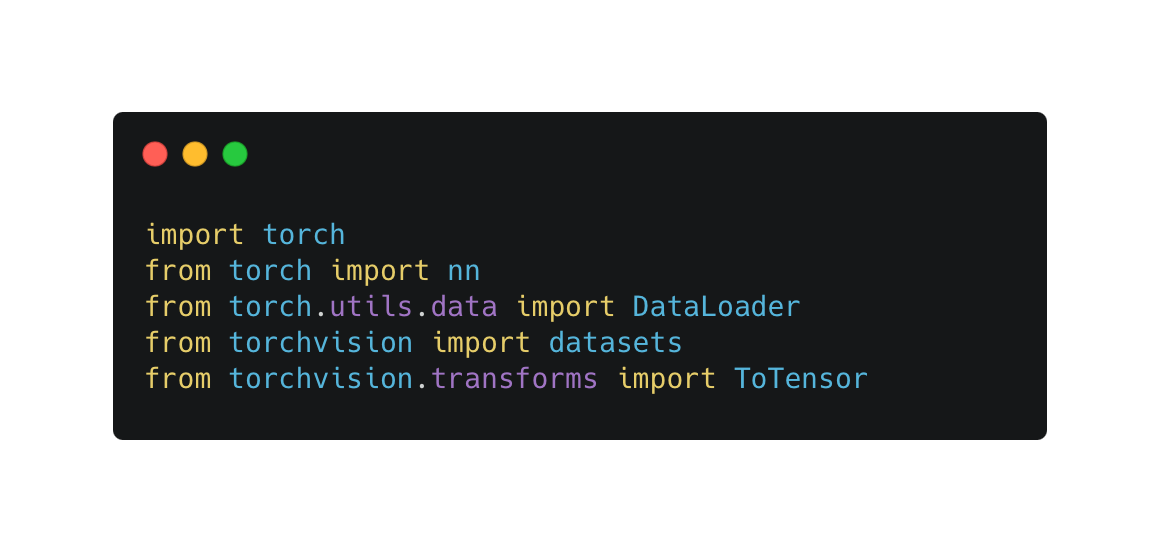 import torch
from torch import nn
from torch.utils.data import DataLoader
from torchvision import datasets
from torchvision.transforms import ToTensor